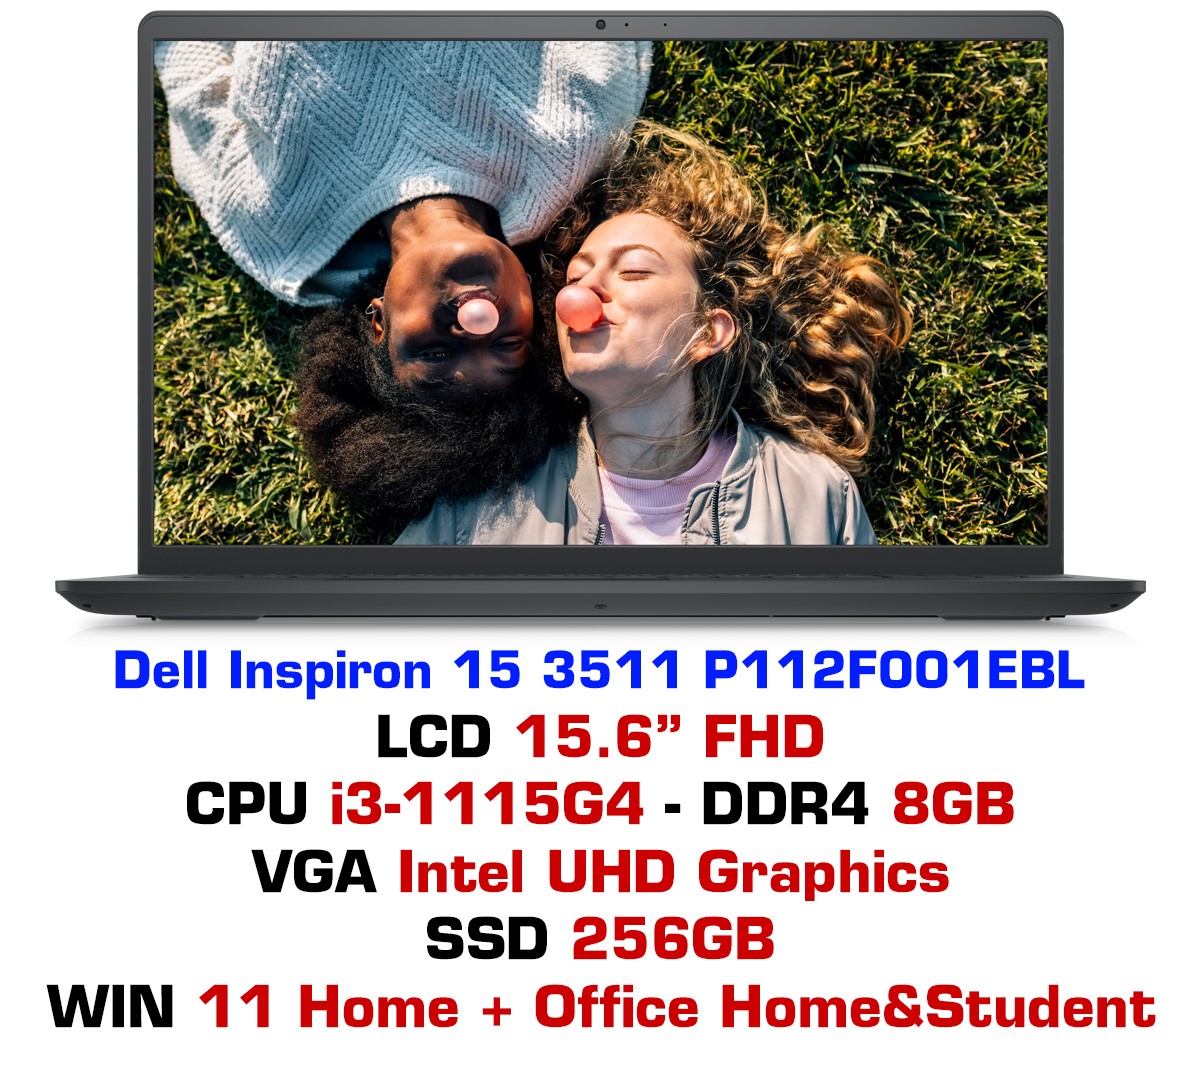 Dell Inspiron 15 3511 P112F001EBL
LCD 15.6” FHD
CPU i3-1115G4 - DDR4 8GB
VGA Intel UHD Graphics
SSD 256GB
WIN 11 Home + Office Home&Student